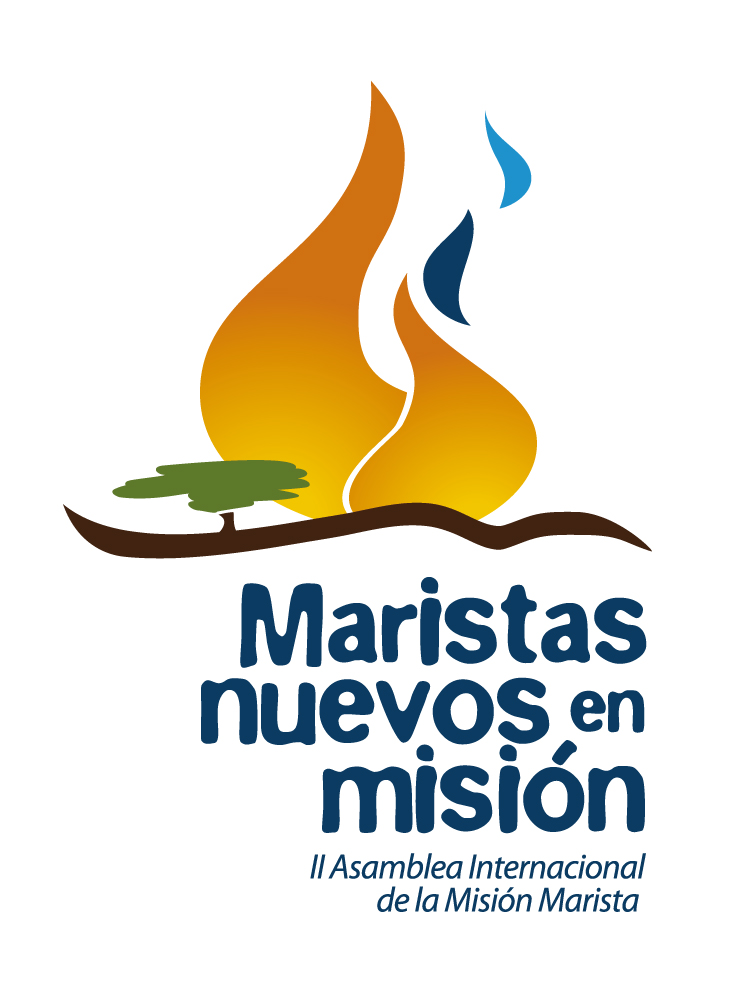 Maristas
nuevos en
misión
II Asamblea Internacional
de la Misión Marista